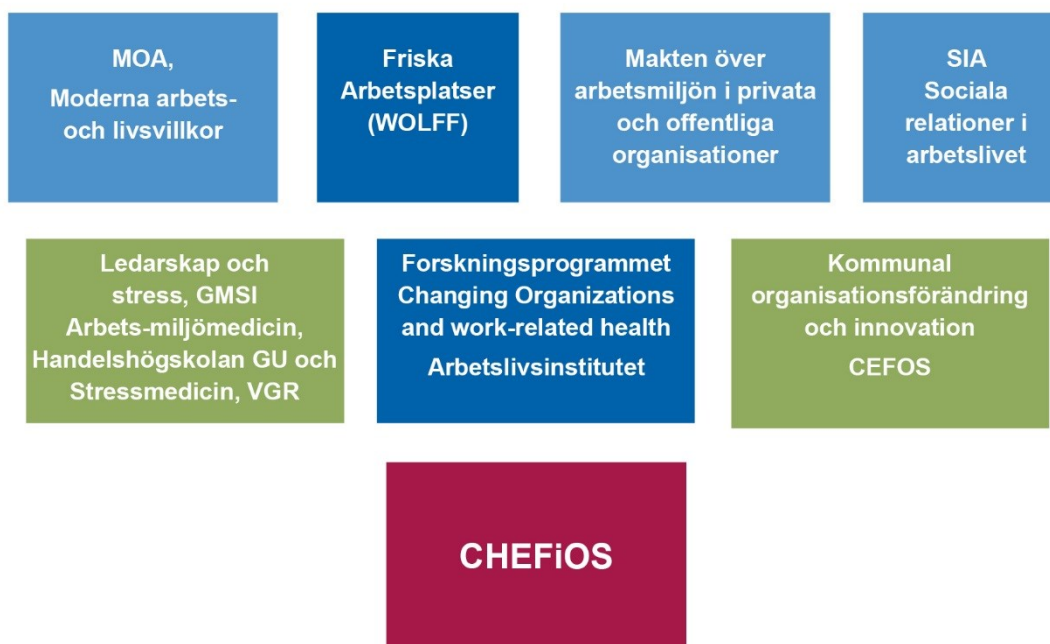 MOA,
Moderna arbets-
och livsvillkor
Friska
Arbetsplatser
(WOLFF)
Makten över
arbetsmiljön i privata
och offentliga
organisationer
SIA
Sociala
relationer i
arbetslivet
Ledarskap och
stress, GMSI
Arbets-miljömedicin,
Handelshögskolan GU och
Stressmedicin, VGR
Forskningsprogrammet
Changing Organizations
and work-related health
Arbetslivsinstitutet
Kommunal
organisationsförändring
och innovation
CEFOS
CHEFiOS